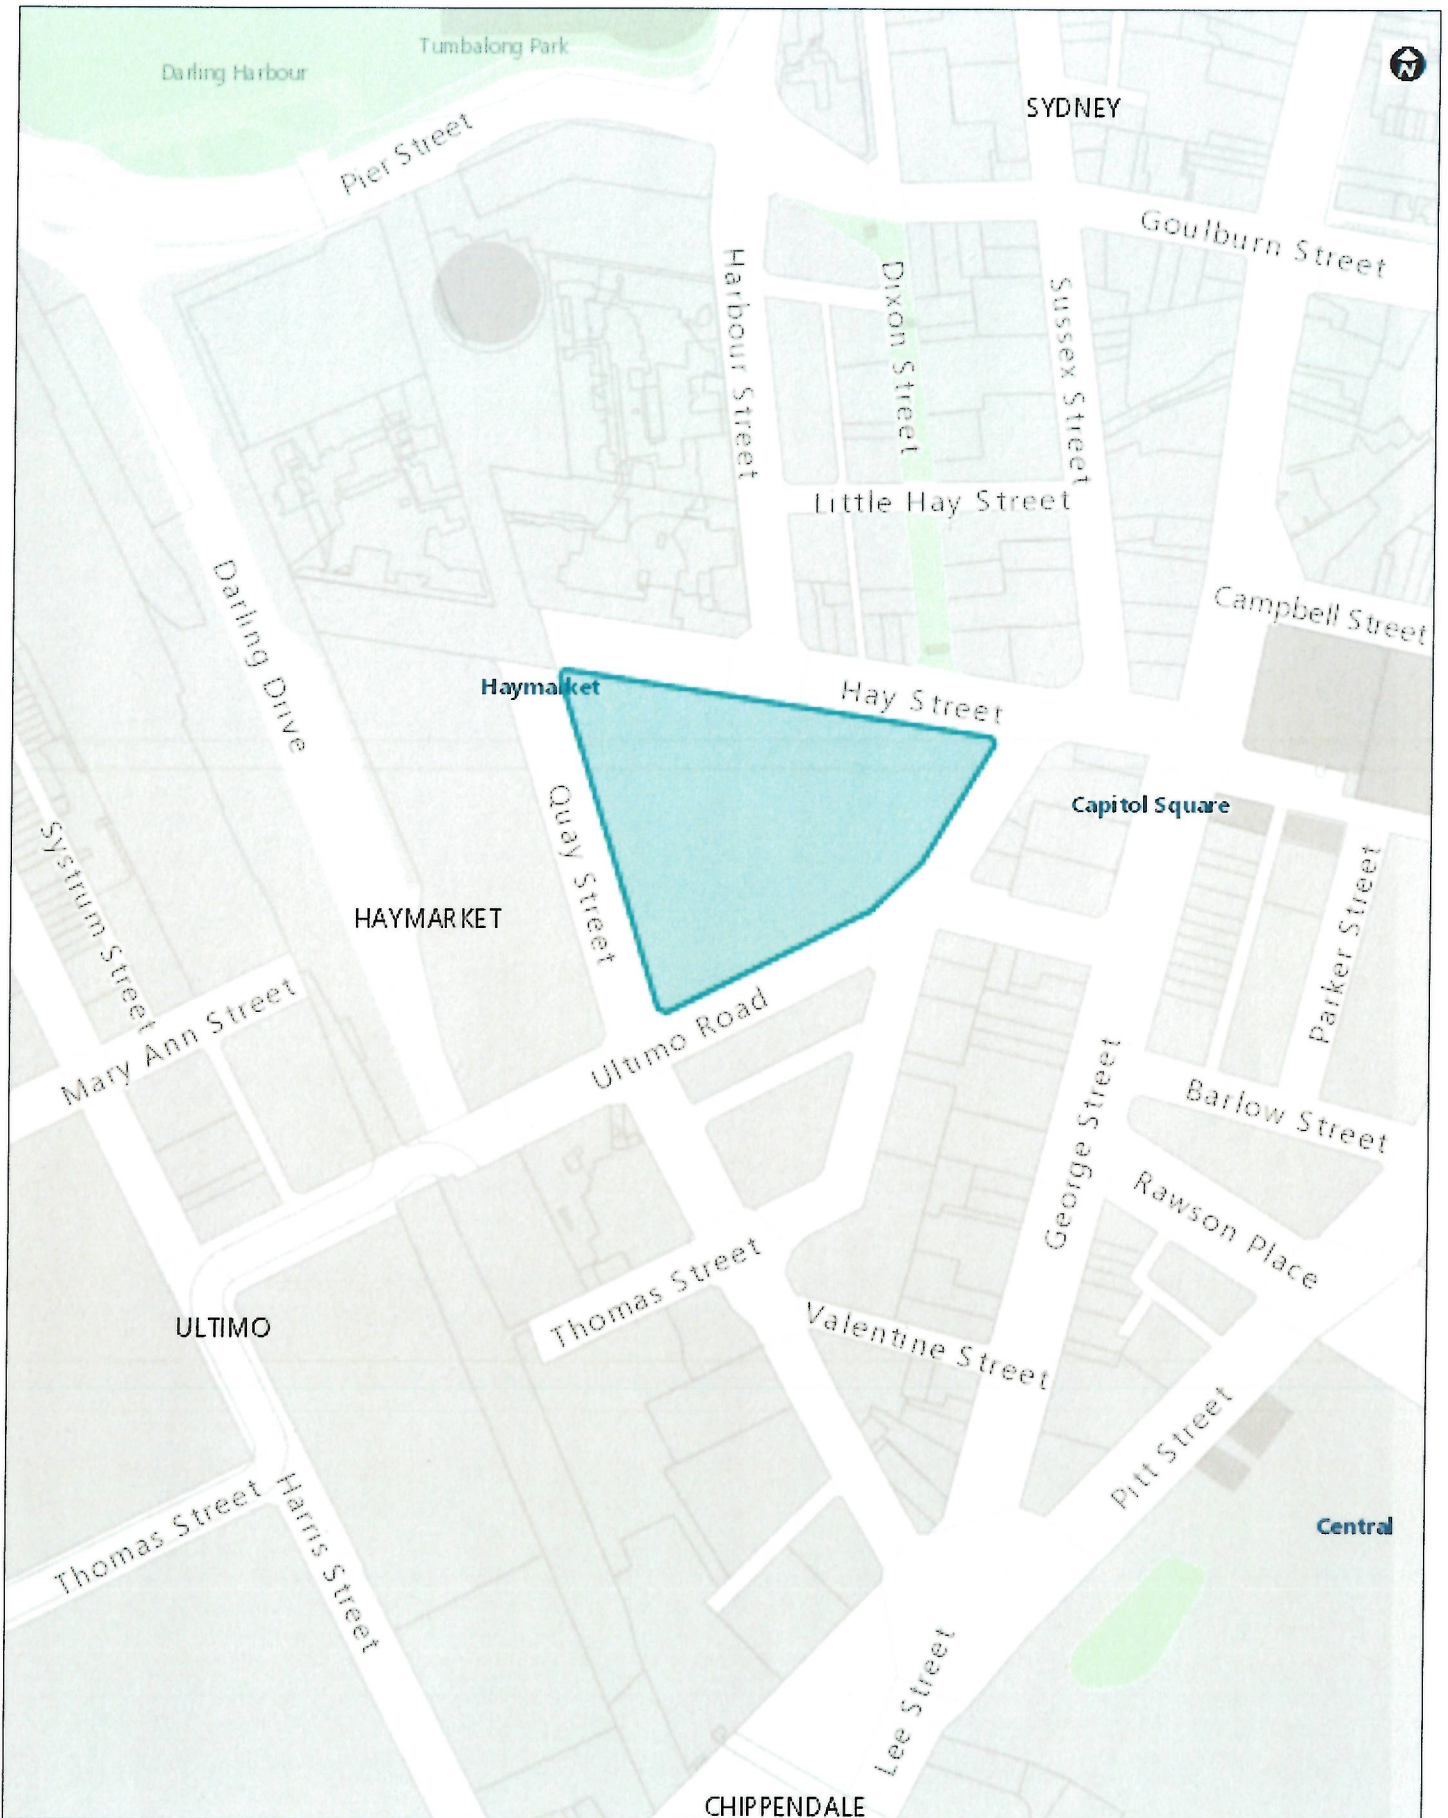 Tumbalong Park
Darling Harbour
N
SYDNEY
Pier Street
Goulburn Street
Harbour Street
Dixon Street
Sussex Street
Little Hay Street
Darling Drive
Campbell Street
Haymarket
Hay Street
Quay Street
Capitol Square
Systrum Street
HAYMARKET
Parker Street
Mary Ann Street
Ultimo Road
George Street
Barlow Street
Rawson Place
Thomas Street
ULTIMO
Valentine Street
Pitt Street
Thomas Street
Harris Street
Central
Lee Street
CHIPPENDALE